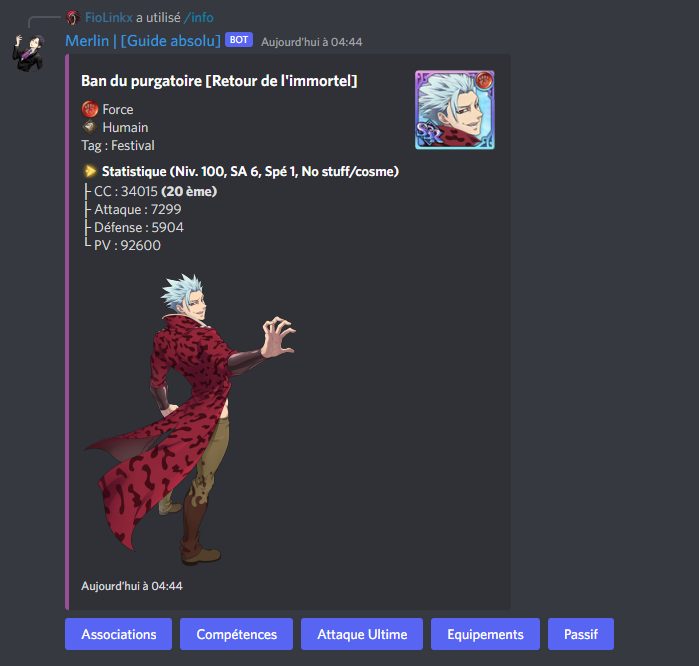 FioLinkx a utilisé /info
Merlin | [Guide absolu] BOT Aujourd'hui à 04:44
Ban du purgatoire [Retour de l'immortel]
Force
Humain
Tag : Festival
SSR
Statistique (Niv. 100, SA 6, Spé 1, No stuff/cosme)
├ CC : 34015 (20 ème)
├ Attaque : 7299
├ Défense : 5904
└ PV : 92600
Aujourd'hui à 04:44
Associations Compétences Attaque Ultime Equipements Passif